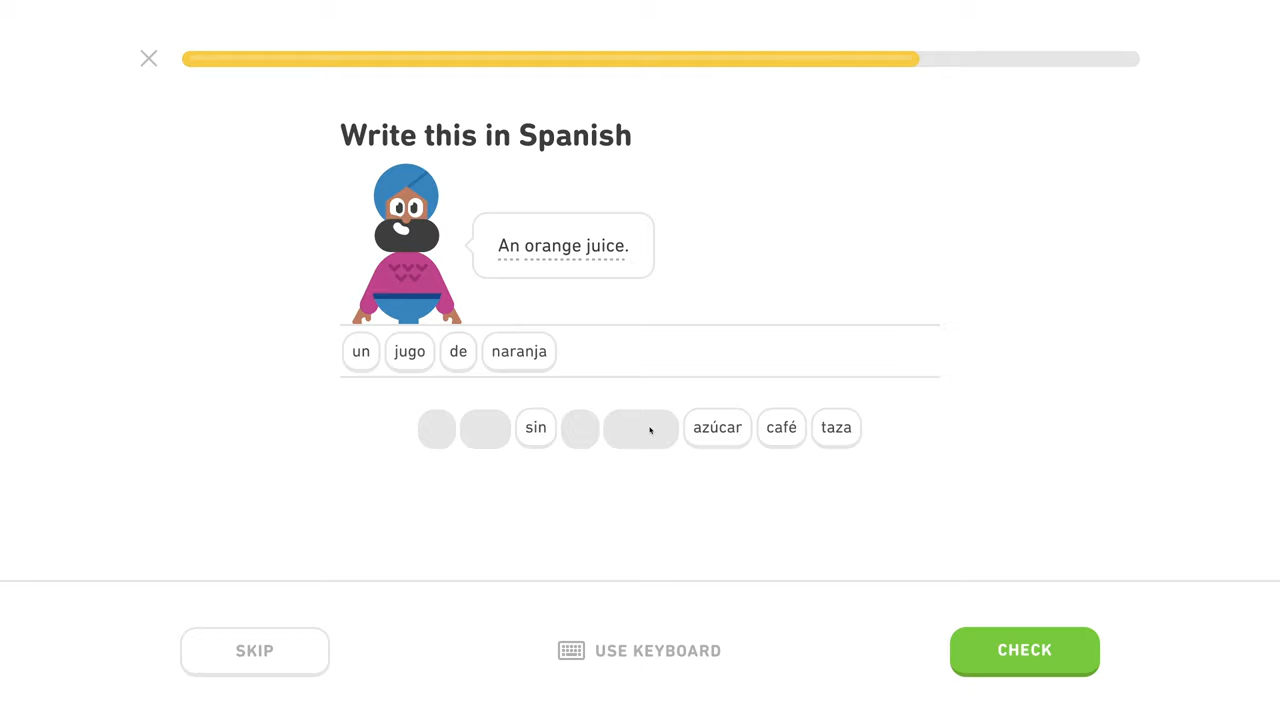 Write this in Spanish
An orange juice.
un jugo de naranja
sin azúcar café taza
SKIP USE KEYBOARD CHECK